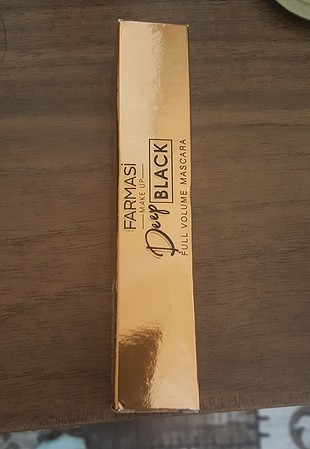 FARMASi
MAKE UP
Deep BLACK
FULL VOLUME MASCARA